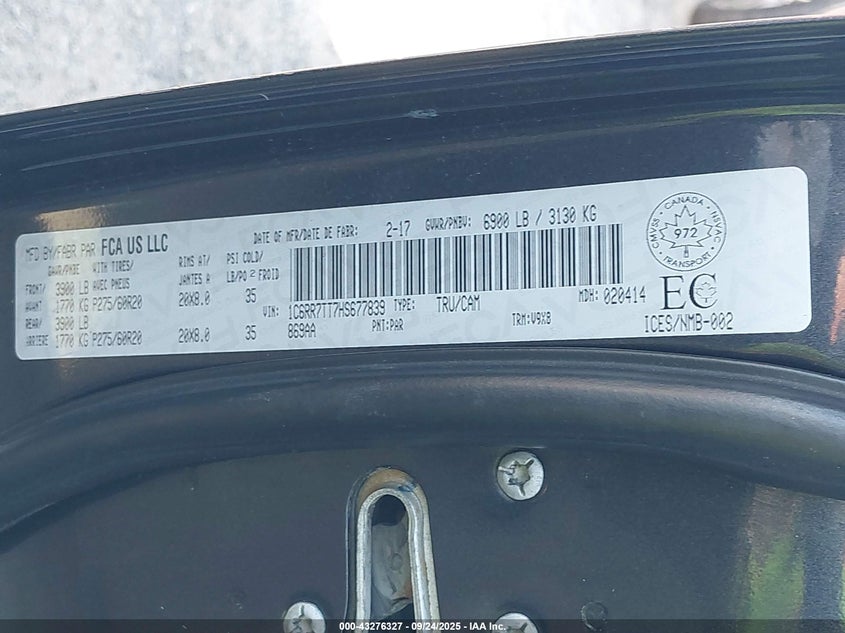 MFD BY/FABR PAR FCA US LLC
DATE OF MFR/DATE DE FABR: 2-17 GVWR/PNBV: 6900 LB / 3130 KG
GAWR/PNBE WITH TIRES/ RIMS AT/ PSI COLD/
AVEC PNEUS JANTES A LB/PO² FROID
FRONT/ 3900 LB
AVANT 1770 KG P275/60R20 20X8.0 35
REAR/ 3900 LB
ARRIERE 1770 KG P275/60R20 20X8.0 35
VIN: 1C6RR7TT7HS677839 TYPE: TRU/CAM MDH: 020414
869AA PNT:PAR TRM:V9X8
CMVSS - CANADA - NSVAC
972
TRANSPORT
EC
ICES/NMB-002
000-43276327 - 09/24/2025 - IAA Inc.